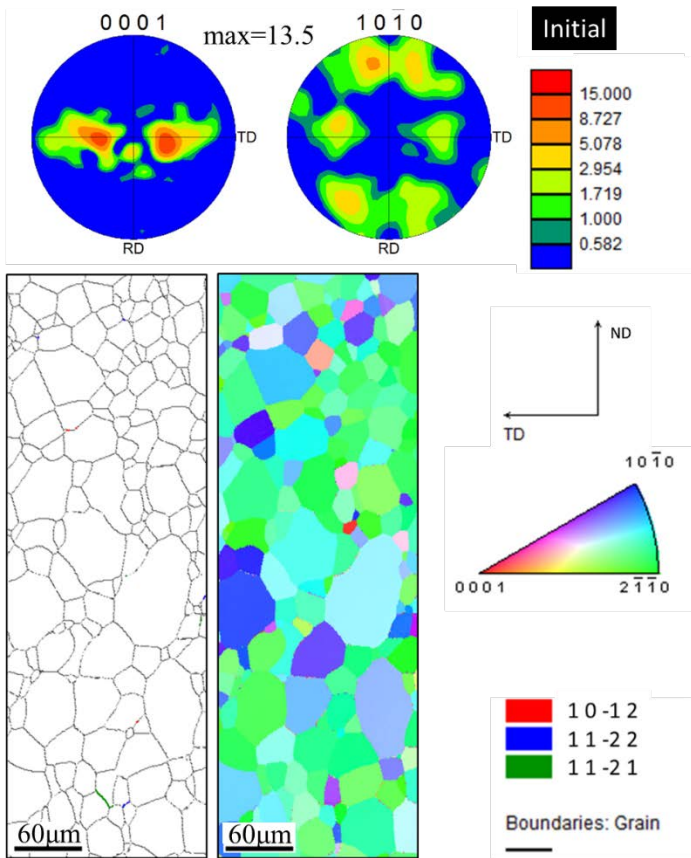 0 0 0 1
max=13.5
1 0 1̄ 0
Initial
TD
RD
TD
RD
15.000
8.727
5.078
2.954
1.719
1.000
0.582
ND
TD
1 0 1̄ 0
0 0 0 1
2 1̄ 1̄ 0
60μm
60μm
1 0 -1 2
1 1 -2 2
1 1 -2 1
Boundaries: Grain